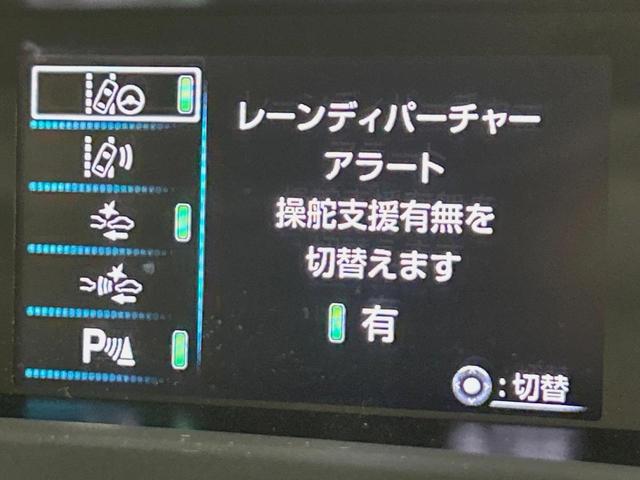 レーンディパーチャー
アラート
操舵支援有無を
切替えます
有
P
:切替